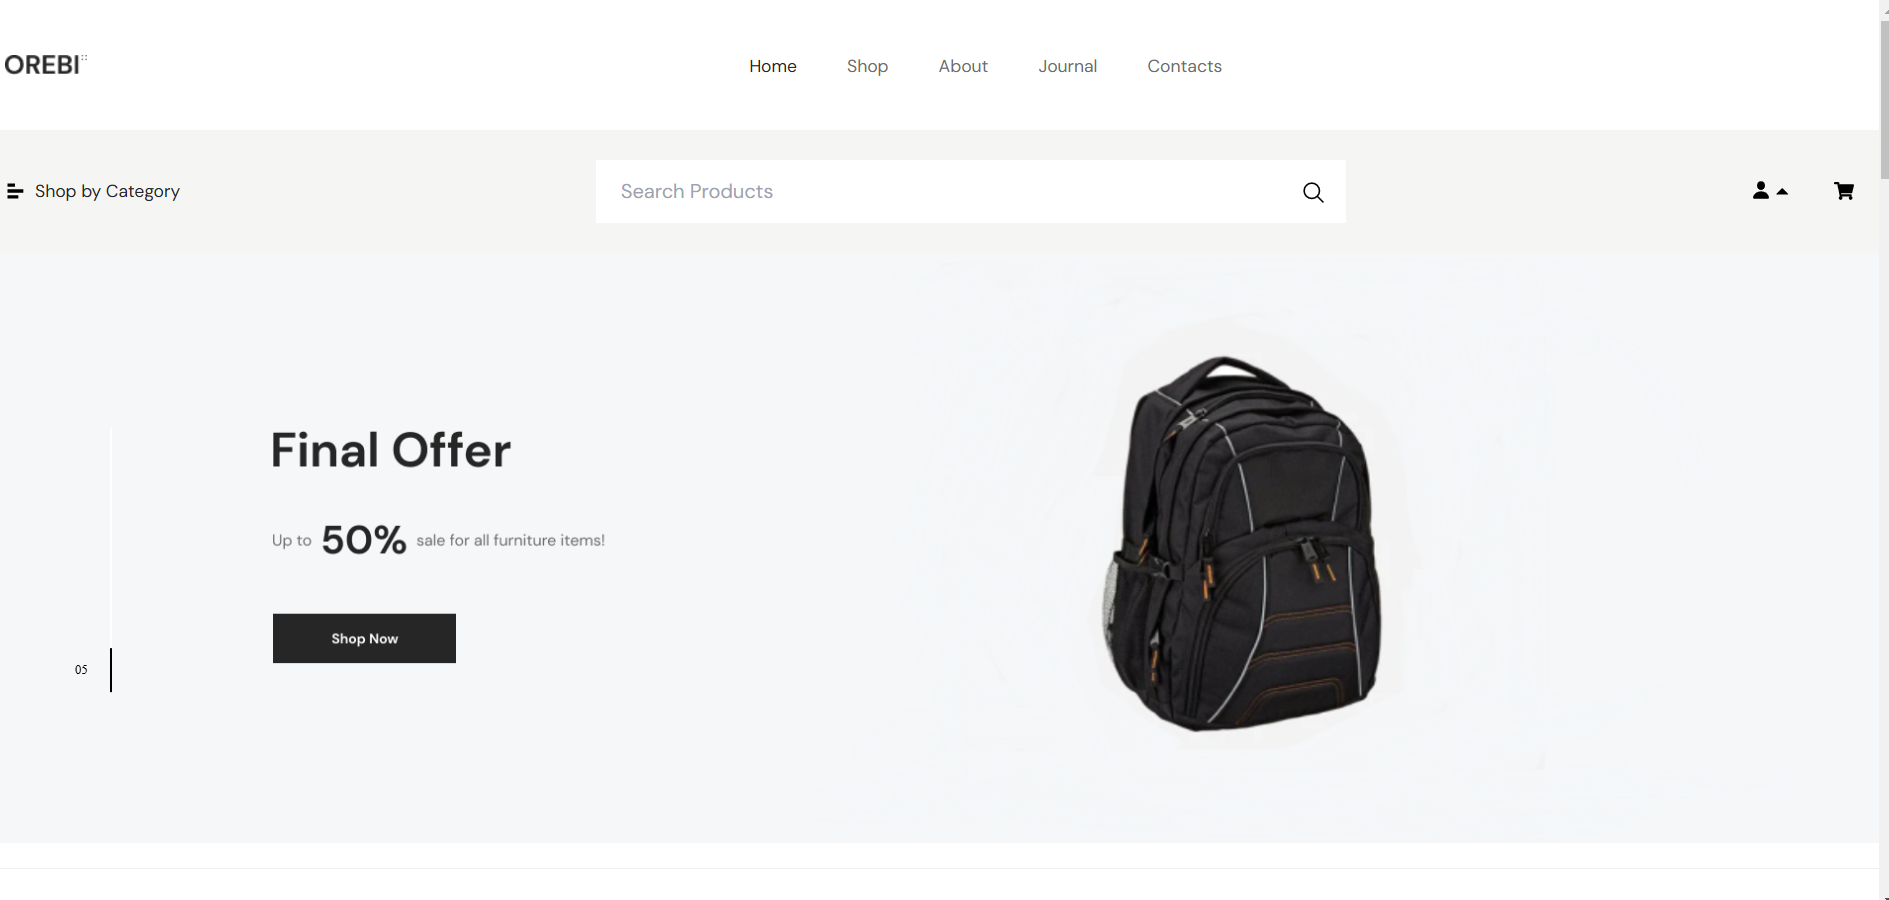 OREBI
Home Shop About Journal Contacts
Shop by Category
Search Products
Final Offer
Up to 50% sale for all furniture items!
Shop Now
05